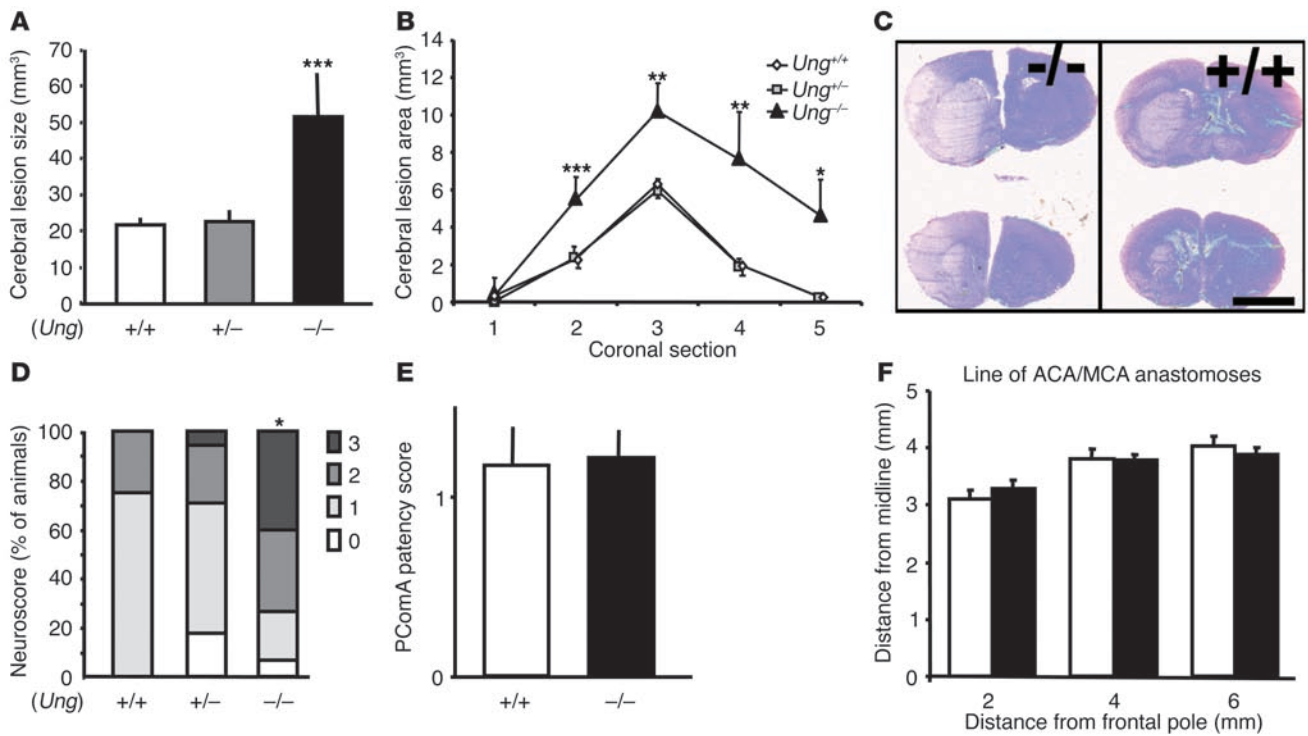 A
Cerebral lesion size (mm³)
70
60
50
40
30
20
10
0
***
(Ung) +/+ +/– –/–
B
Cerebral lesion area (mm³)
14
12
10
8
6
4
2
0
***
**
**
*
Ung+/+
Ung+/–
Ung–/–
1 2 3 4 5
Coronal section
C
-/-
+/+
D
Neuroscore (% of animals)
100
80
60
40
20
0
*
3
2
1
0
(Ung) +/+ +/– –/–
E
PComA patency score
1
0
+/+ –/–
F
Line of ACA/MCA anastomoses
Distance from midline (mm)
5
4
3
2
1
0
2 4 6
Distance from frontal pole (mm)